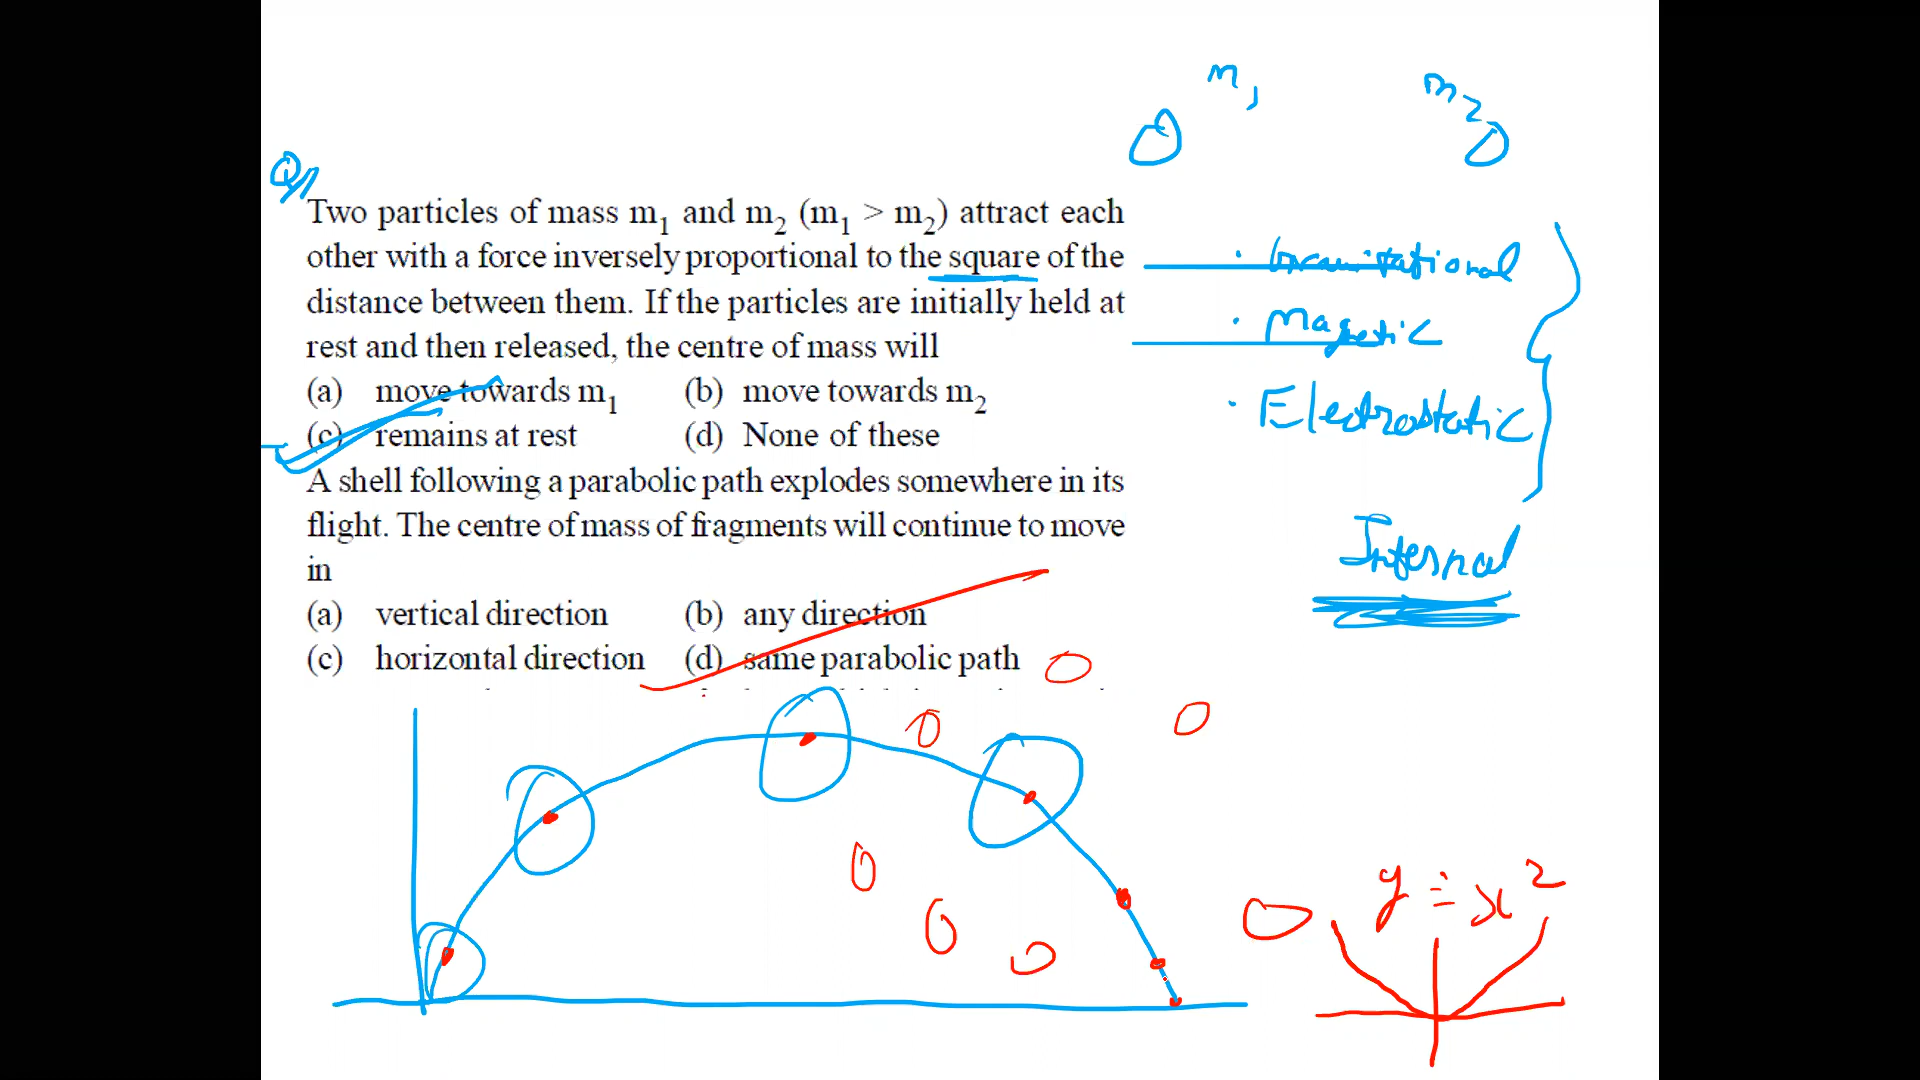 m1 m2
Q1
Two particles of mass m1 and m2 (m1 > m2) attract each
other with a force inversely proportional to the square of the
distance between them. If the particles are initially held at
rest and then released, the centre of mass will
(a) move towards m1 (b) move towards m2
(c) remains at rest (d) None of these
· Gravitational
· Magnetic
· Electrostatic
Internal
A shell following a parabolic path explodes somewhere in its
flight. The centre of mass of fragments will continue to move
in
(a) vertical direction (b) any direction
(c) horizontal direction (d) same parabolic path
y = x2